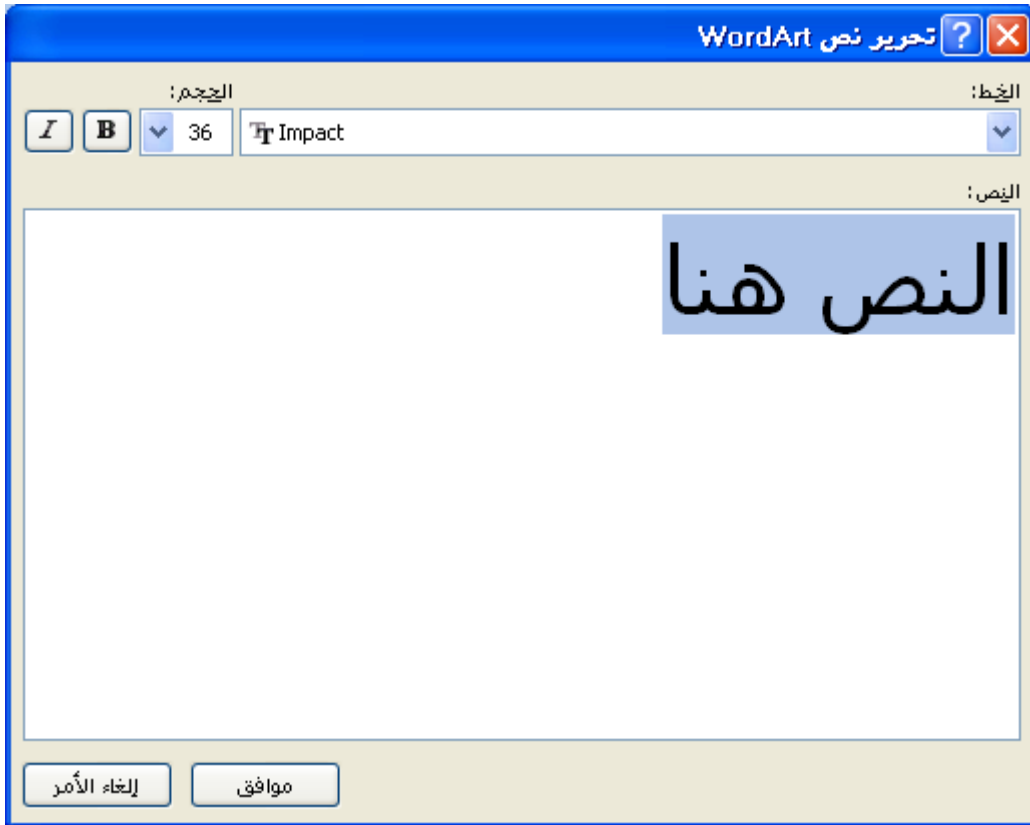 تحرير نص WordArt ?
الخط: الحجم:
Impact 36 B I
النص:
النص هنا
موافق إلغاء الأمر